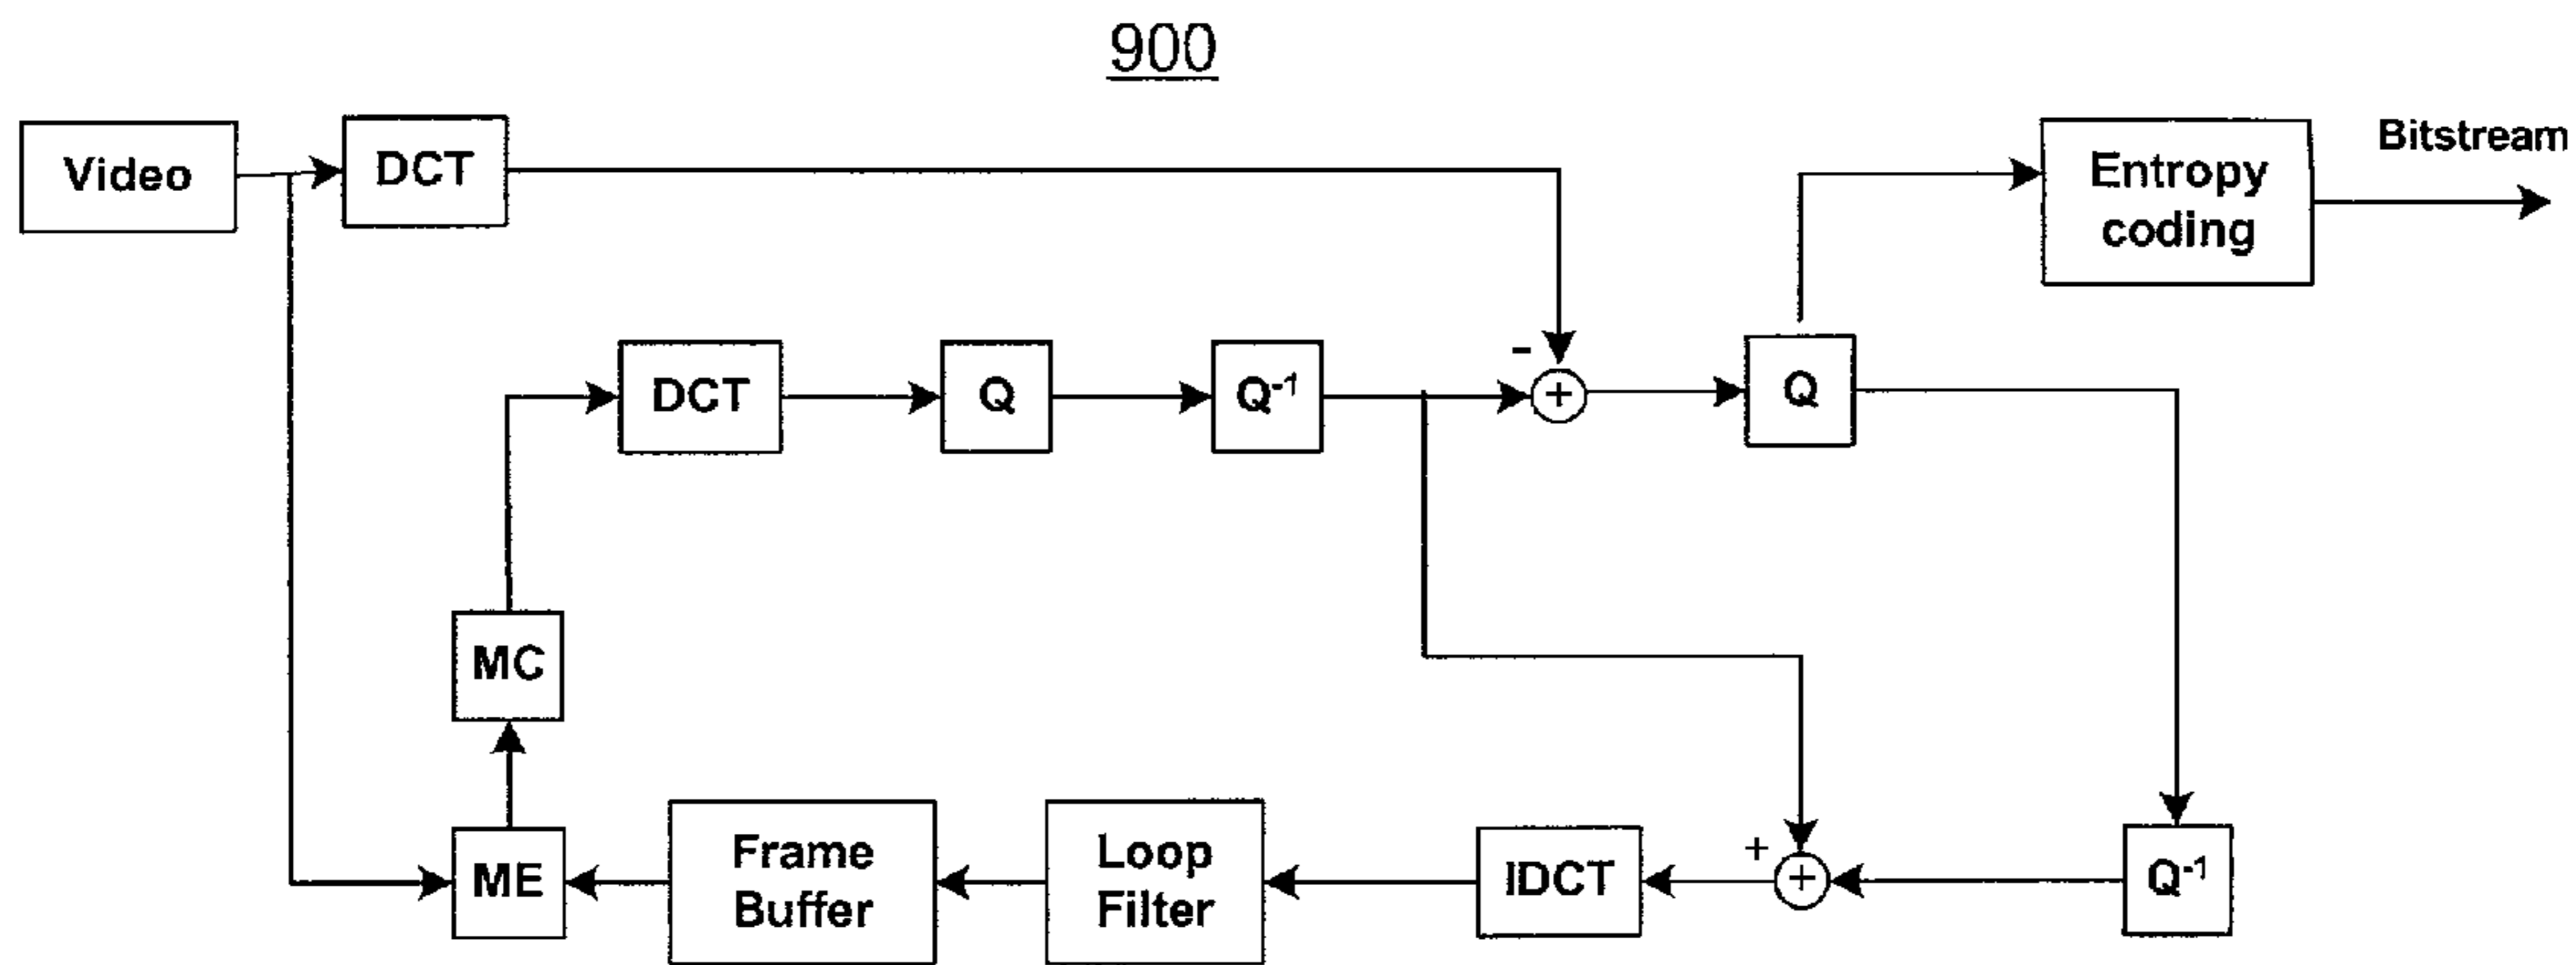 900
Video
DCT
Entropy
coding
Bitstream
-
DCT
Q
Q⁻¹
+
Q
MC
ME
Frame
Buffer
Loop
Filter
IDCT
+
+
Q⁻¹